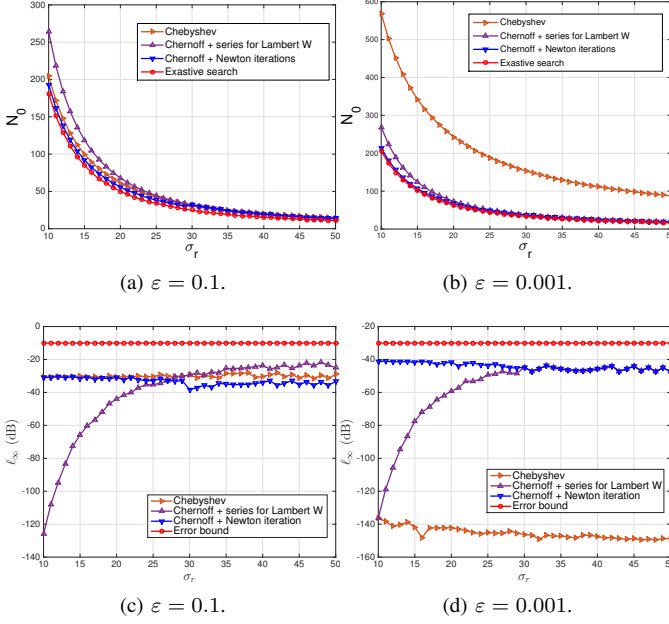 300
250
200
150
100
50
0
N0
10 15 20 25 30 35 40 45 50
σr
Chebyshev
Chernoff + series for Lambert W
Chernoff + Newton iterations
Exastive search
(a) ε = 0.1.
600
500
400
300
200
100
0
N0
10 15 20 25 30 35 40 45 50
σr
Chebyshev
Chernoff + series for Lambert W
Chernoff + Newton iterations
Exastive search
(b) ε = 0.001.
0
-20
-40
-60
-80
-100
-120
-140
ℓ∞ (dB)
10 15 20 25 30 35 40 45 50
σr
Chebyshev
Chernoff + series for Lambert W
Chernoff + Newton iteration
Error bound
(c) ε = 0.1.
-20
-40
-60
-80
-100
-120
-140
-160
ℓ∞ (dB)
10 15 20 25 30 35 40 45 50
σr
Chebyshev
Chernoff + series for Lambert W
Chernoff + Newton iteration
Error bound
(d) ε = 0.001.